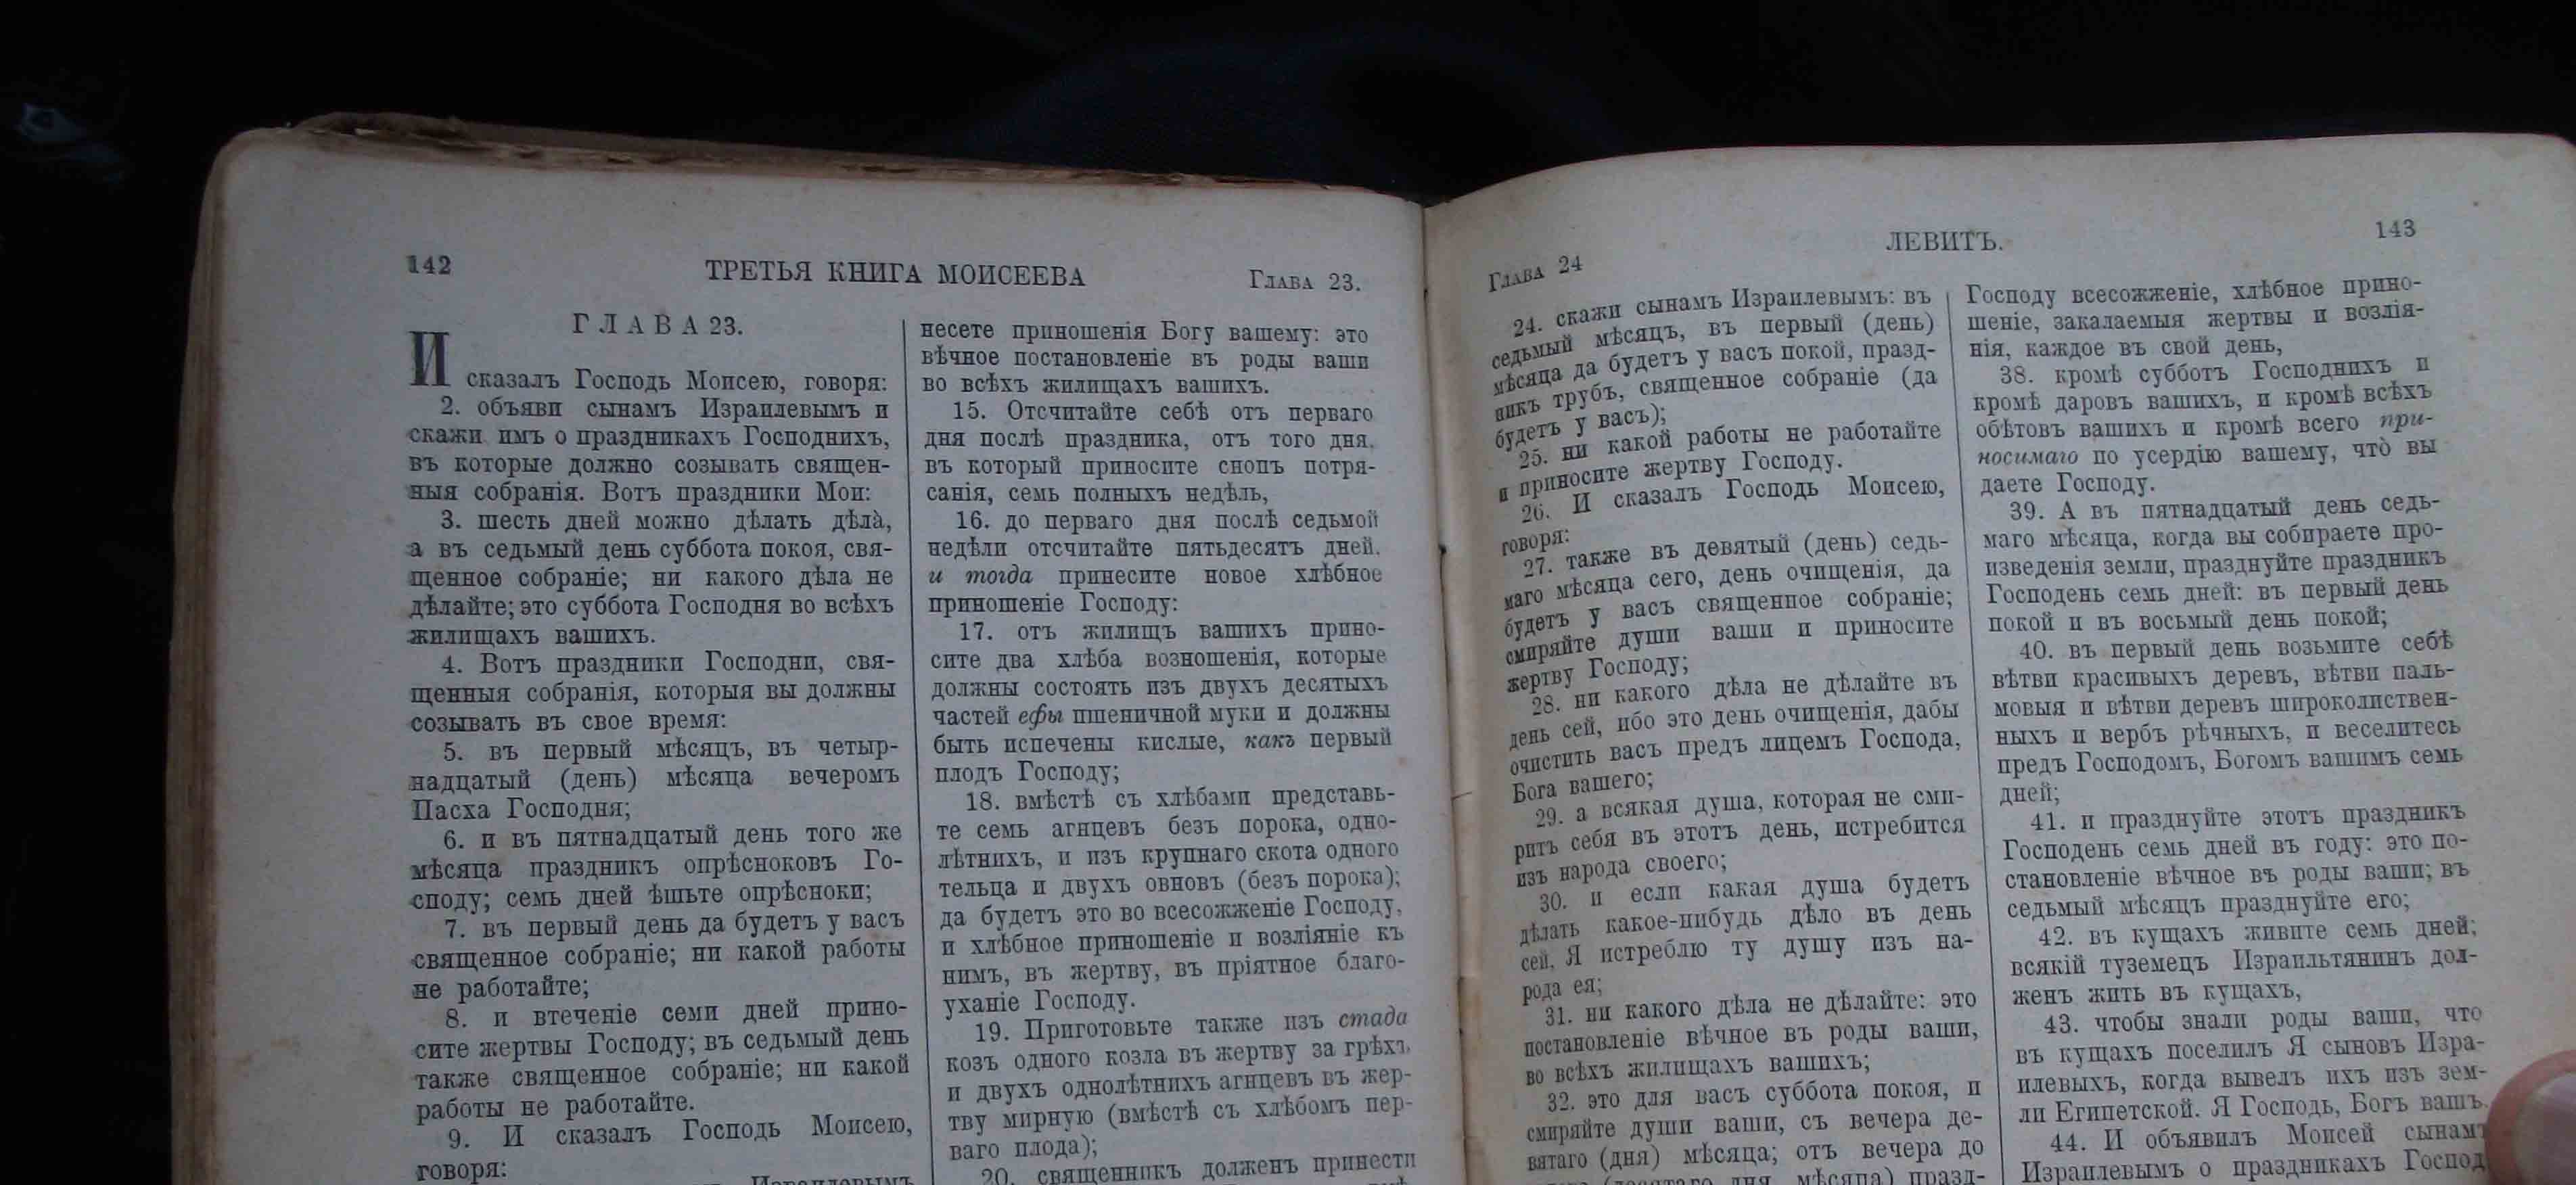 142
ТРЕТЬЯ КНИГА МОИСЕЕВА
Глава 23.
ГЛАВА 23.
И сказалъ Господь Моисею, говоря:
2. объяви сынамъ Израилевымъ и
скажи имъ о праздникахъ Господнихъ,
въ которые должно созывать священ-
ныя собранія. Вотъ праздники Мои:
3. шесть дней можно дѣлать дѣла̀,
а въ седьмый день суббота покоя, свя-
щенное собраніе; ни какого дѣла не
дѣлайте; это суббота Господня во всѣхъ
жилищахъ вашихъ.
4. Вотъ праздники Господни, свя-
щенныя собранія, которыя вы должны
созывать въ свое время:
5. въ первый мѣсяцъ, въ четыр-
надцатый (день) мѣсяца вечеромъ
Пасха Господня;
6. и въ пятнадцатый день того же
мѣсяца праздникъ опрѣсноковъ Го-
споду; семь дней ѣшьте опрѣсноки;
7. въ первый день да будетъ у васъ
священное собраніе; ни какой работы
не работайте;
8. и втеченіе семи дней прино-
сите жертвы Господу; въ седьмый день
также священное собраніе; ни какой
работы не работайте.
9. И сказалъ Господь Моисею,
говоря:
Израилевымъ
несете приношенія Богу вашему: это
вѣчное постановленіе въ роды ваши
во всѣхъ жилищахъ вашихъ.
15. Отсчитайте себѣ отъ перваго
дня послѣ праздника, отъ того дня,
въ который приносите снопъ потря-
санія, семь полныхъ недѣль,
16. до перваго дня послѣ седьмой
недѣли отсчитайте пятьдесятъ дней,
и тогда принесите новое хлѣбное
приношеніе Господу:
17. отъ жилищъ вашихъ прино-
сите два хлѣба возношенія, которые
должны состоять изъ двухъ десятыхъ
частей ефы пшеничной муки и должны
быть испечены кислые, какъ первый
плодъ Господу;
18. вмѣстѣ съ хлѣбами представь-
те семь агнцевъ безъ порока, одно-
лѣтнихъ, и изъ крупнаго скота одного
тельца и двухъ овновъ (безъ порока);
да будетъ это во всесожженіе Господу,
и хлѣбное приношеніе и возліяніе къ
нимъ, въ жертву, въ пріятное благо-
уханіе Господу.
19. Приготовьте также изъ стада
козъ одного козла въ жертву за грѣхъ
и двухъ однолѣтнихъ агнцевъ въ жер-
тву мирную (вмѣстѣ съ хлѣбомъ пер-
ваго плода);
20. священникъ долженъ принести
Глава 24
ЛЕВИТЪ.
143
24. скажи сынамъ Израилевымъ: въ
седьмый мѣсяцъ, въ первый (день)
мѣсяца да будетъ у васъ покой, празд-
никъ трубъ, священное собраніе (да
будетъ у васъ);
25. ни какой работы не работайте
и приносите жертву Господу.
26. И сказалъ Господь Моисею,
говоря:
27. также въ девятый (день) седь-
маго мѣсяца сего, день очищенія, да
будетъ у васъ священное собраніе;
смиряйте души ваши и приносите
жертву Господу;
28. ни какого дѣла не дѣлайте въ
день сей, ибо это день очищенія, дабы
очистить васъ предъ лицемъ Господа,
Бога вашего;
29. а всякая душа, которая не сми-
ритъ себя въ этотъ день, истребится
изъ народа своего;
30. и если какая душа будетъ
дѣлать какое-нибудь дѣло въ день
сей, Я истреблю ту душу изъ на-
рода ея;
31. ни какого дѣла не дѣлайте: это
постановленіе вѣчное въ роды ваши,
во всѣхъ жилищахъ вашихъ;
32. это для васъ суббота покоя, и
смиряйте души ваши, съ вечера де-
вятаго (дня) мѣсяца; отъ вечера до
мѣсяца) празд-
Господу всесожженіе, хлѣбное прино-
шеніе, закалаемыя жертвы и возлія-
нія, каждое въ свой день,
38. кромѣ субботъ Господнихъ и
кромѣ даровъ вашихъ, и кромѣ всѣхъ
обѣтовъ вашихъ и кромѣ всего при-
носимаго по усердію вашему, что̀ вы
даете Господу.
39. А въ пятнадцатый день седь-
маго мѣсяца, когда вы собираете про-
изведенія земли, празднуйте праздникъ
Господень семь дней: въ первый день
покой и въ восьмый день покой;
40. въ первый день возьмите себѣ
вѣтви красивыхъ деревъ, вѣтви паль-
мовыя и вѣтви деревъ широколиствен-
ныхъ и вербъ рѣчныхъ, и веселитесь
предъ Господомъ, Богомъ вашимъ семь
дней;
41. и празднуйте этотъ праздникъ
Господень семь дней въ году: это по-
становленіе вѣчное въ роды ваши; въ
седьмый мѣсяцъ празднуйте его;
42. въ кущахъ живите семь дней;
всякій туземецъ Израильтянинъ дол-
женъ жить въ кущахъ,
43. чтобы знали роды ваши, что
въ кущахъ поселилъ Я сыновъ Изра-
илевыхъ, когда вывелъ ихъ изъ зем-
ли Египетской. Я Господь, Богъ вашъ.
44. И объявилъ Моисей сынамъ
Израилевымъ о праздникахъ Господ